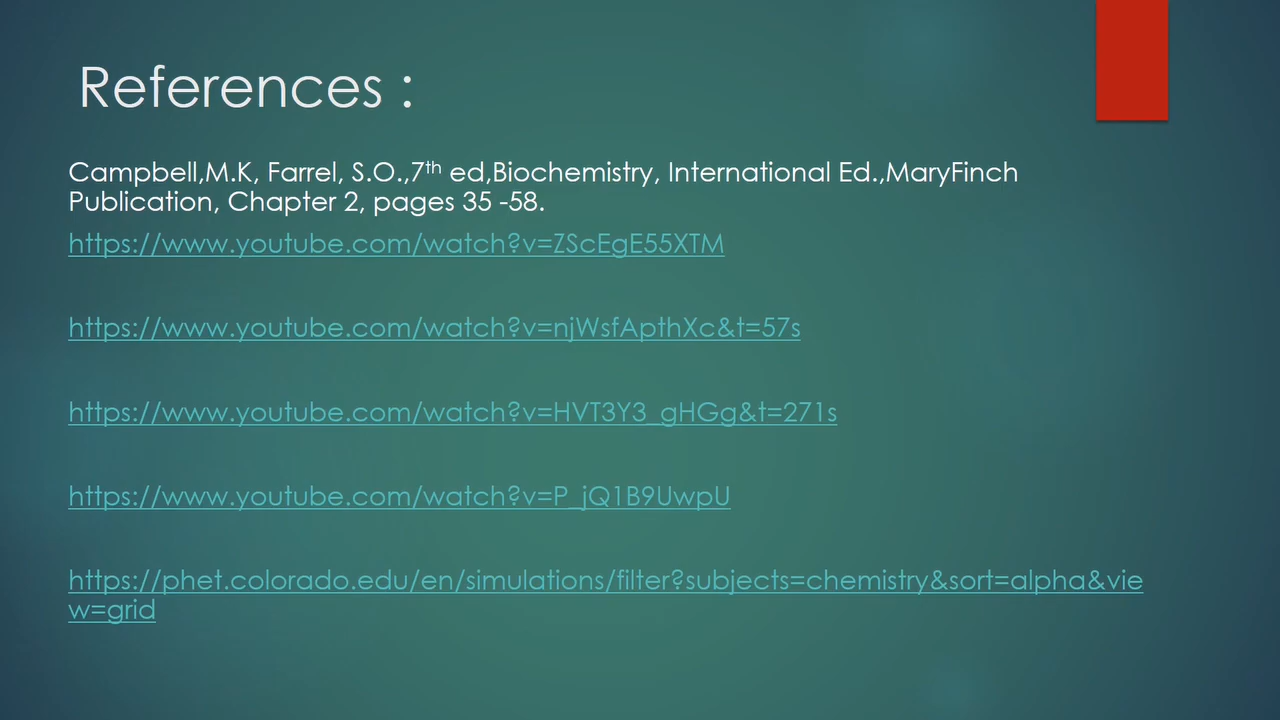 References :
Campbell,M.K, Farrel, S.O.,7th ed,Biochemistry, International Ed.,MaryFinch
Publication, Chapter 2, pages 35 -58.
https://www.youtube.com/watch?v=ZScEgE55XTM
https://www.youtube.com/watch?v=njWsfApthXc&t=57s
https://www.youtube.com/watch?v=HVT3Y3_gHGg&t=271s
https://www.youtube.com/watch?v=P_jQ1B9UwpU
https://phet.colorado.edu/en/simulations/filter?subjects=chemistry&sort=alpha&vie
w=grid